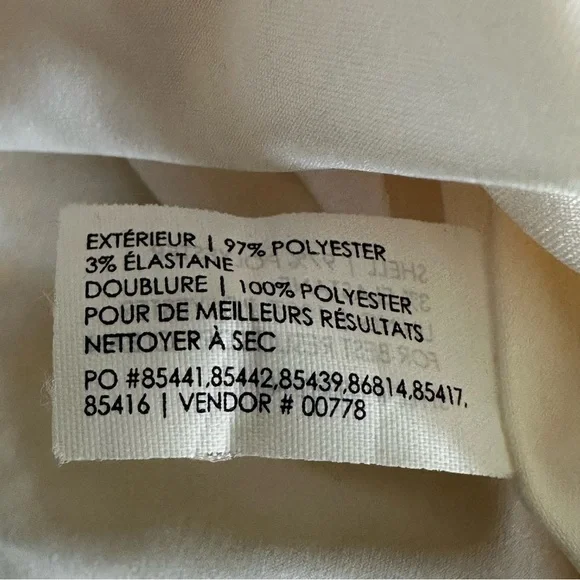 EXTÉRIEUR | 97% POLYESTER
3% ÉLASTANE
DOUBLURE | 100% POLYESTER
POUR DE MEILLEURS RÉSULTATS
NETTOYER À SEC
PO #85441,85442,85439,86814,85417,
85416 | VENDOR # 00778